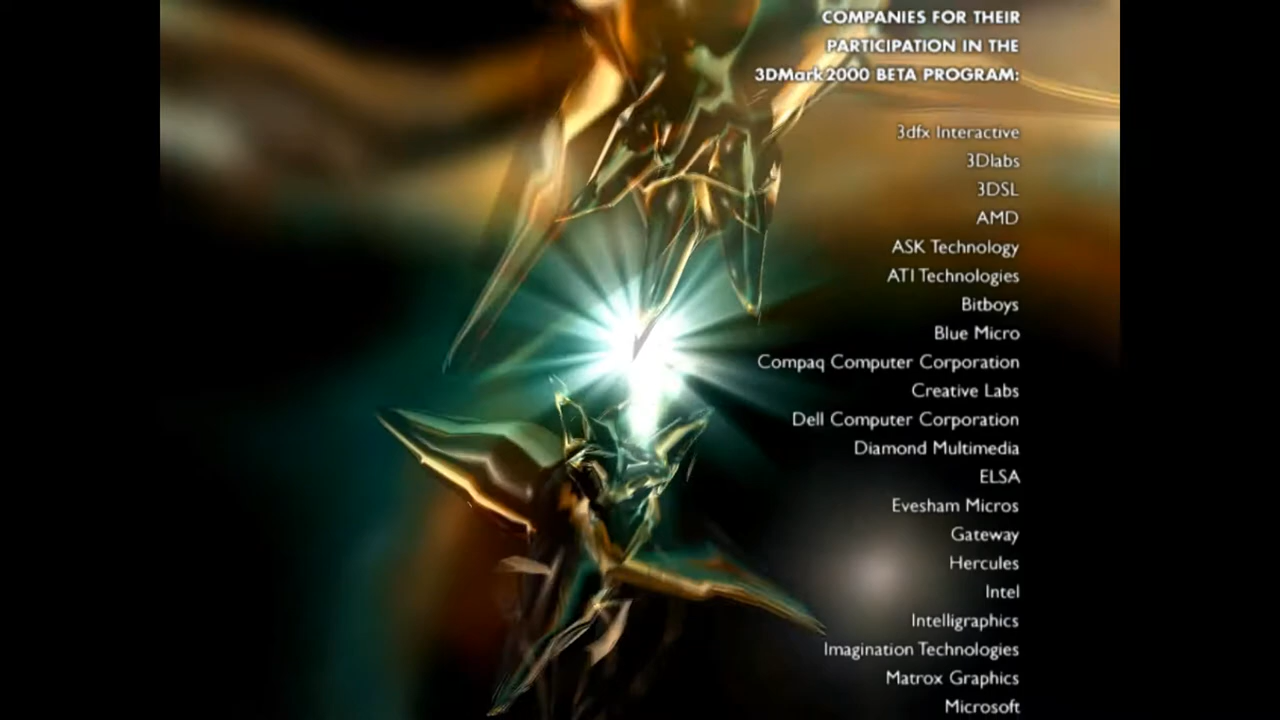 COMPANIES FOR THEIR
PARTICIPATION IN THE
3DMark2000 BETA PROGRAM:
3dfx Interactive
3Dlabs
3DSL
AMD
ASK Technology
ATI Technologies
Bitboys
Blue Micro
Compaq Computer Corporation
Creative Labs
Dell Computer Corporation
Diamond Multimedia
ELSA
Evesham Micros
Gateway
Hercules
Intel
Intelligraphics
Imagination Technologies
Matrox Graphics
Microsoft